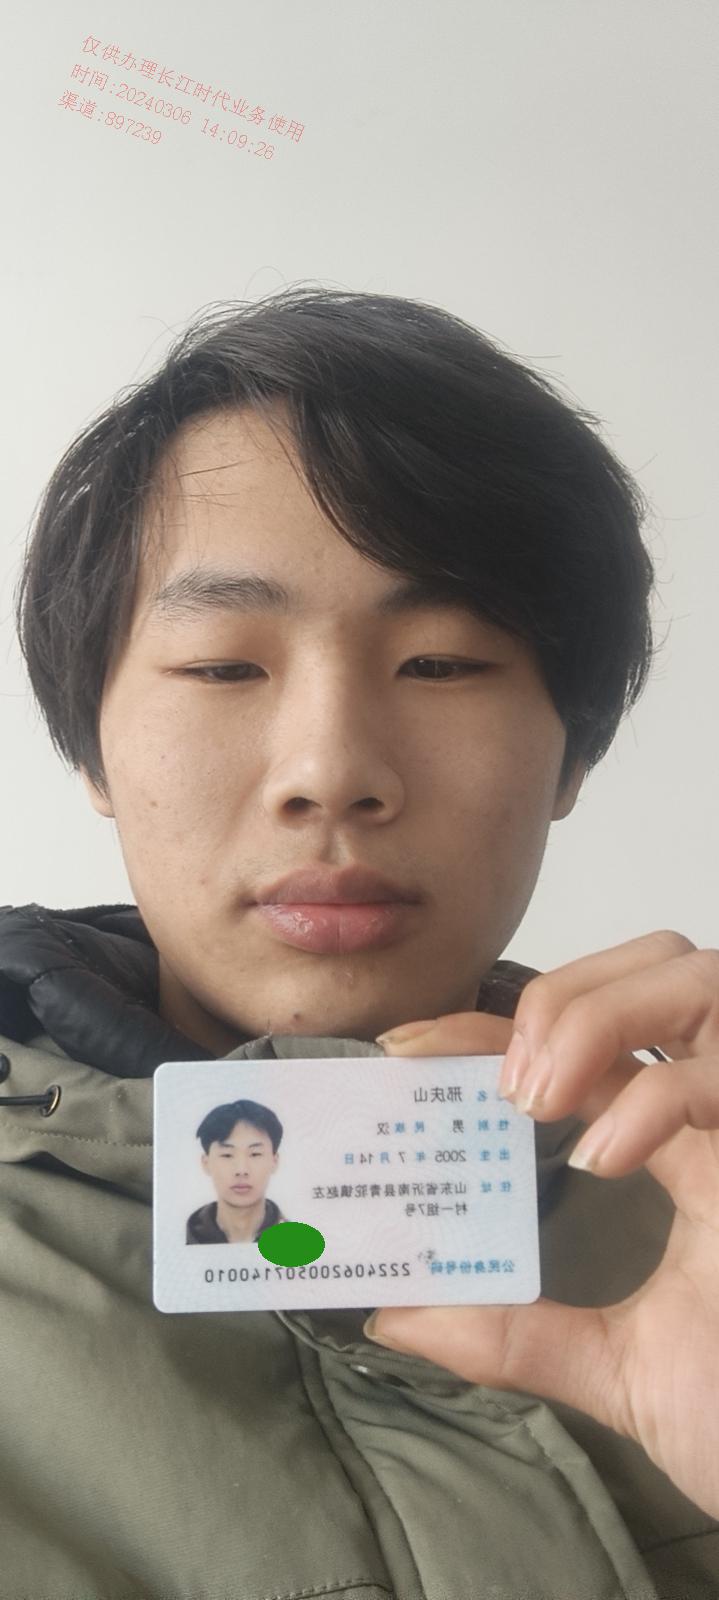 仅供办理长江时代业务使用
时间:20240306 14:09:26
渠道:897239
名 邢庆山
性别 男 民族 汉
出生 2005 年 7 月 14 日
住址 山东省沂南县青驼镇赵左
村一组7号
公民身份号码 222406200507140010